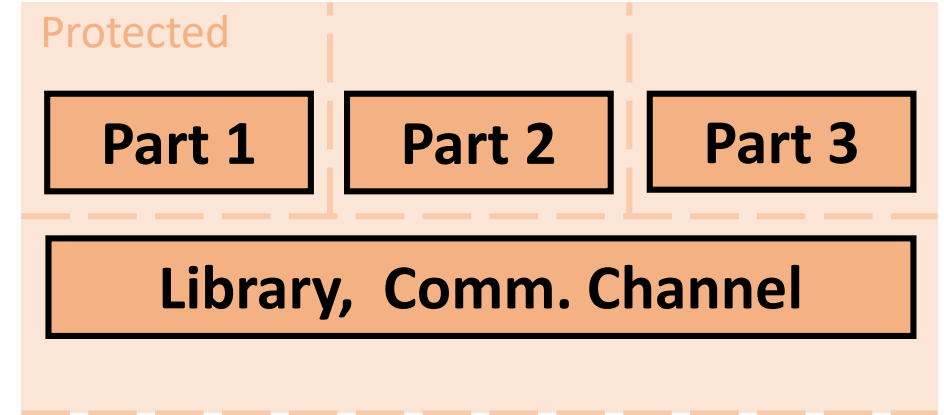 Protected
Part 1
Part 2
Part 3
Library, Comm. Channel